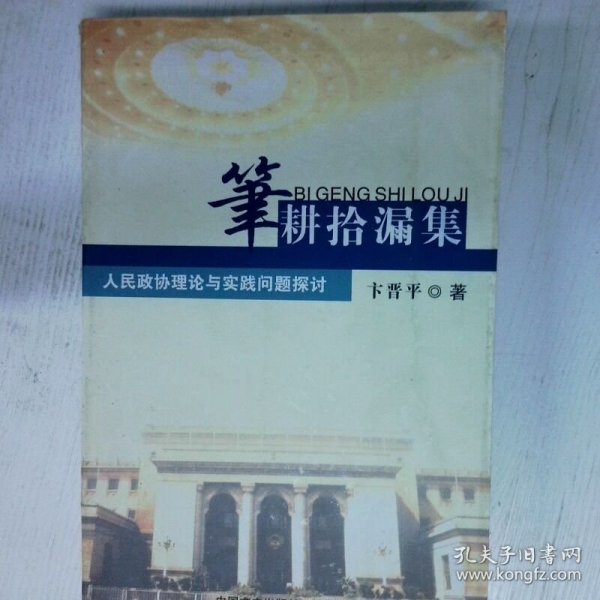 BI GENG SHI LOU JI
筆耕拾漏集
人民政协理论与实践问题探讨
卞晋平◎著
孔夫子旧书网
www.kongfz.com